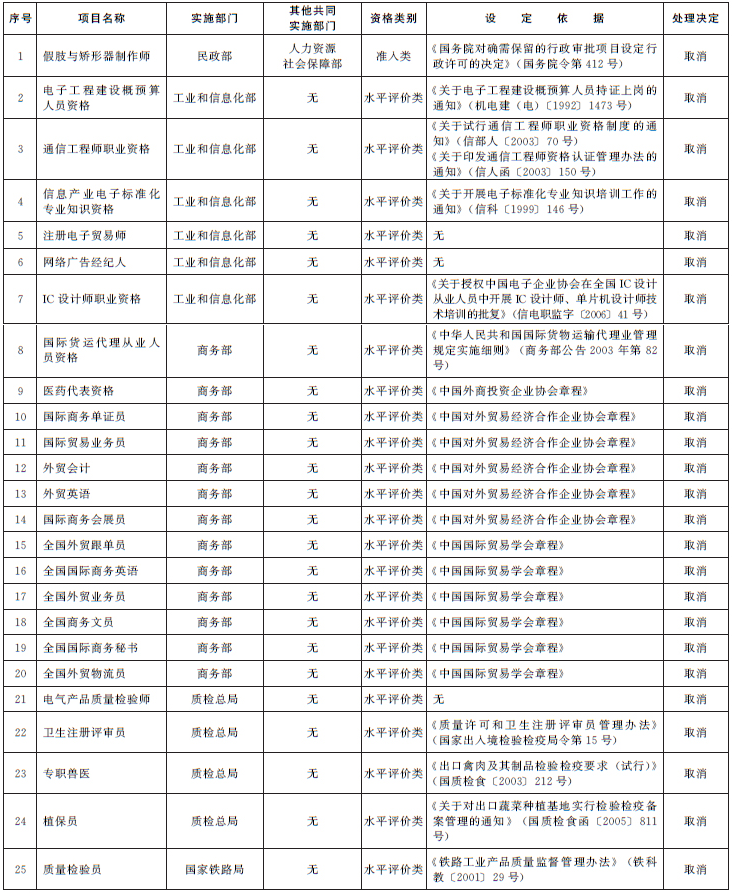 序号 项目名称 实施部门 其他共同实施部门 资格类别 设定依据 处理决定
1 假肢与矫形器制作师 民政部 人力资源社会保障部 准入类 《国务院对确需保留的行政审批项目设定行政许可的决定》（国务院令第 412 号） 取消
2 电子工程建设概预算人员资格 工业和信息化部 无 水平评价类 《关于电子工程建设概预算人员持证上岗的通知》（机电建（电）〔1992〕1473 号） 取消
3 通信工程师职业资格 工业和信息化部 无 水平评价类 《关于试行通信工程师职业资格制度的通知》（信部人〔2003〕70 号）《关于印发通信工程师资格认证管理办法的通知》（信人函〔2003〕150 号） 取消
4 信息产业电子标准化专业知识资格 工业和信息化部 无 水平评价类 《关于开展电子标准化专业知识培训工作的通知》（信科〔1999〕146 号） 取消
5 注册电子贸易师 工业和信息化部 无 水平评价类 无 取消
6 网络广告经纪人 工业和信息化部 无 水平评价类 无 取消
7 IC 设计师职业资格 工业和信息化部 无 水平评价类 《关于授权中国电子企业协会在全国 IC 设计从业人员中开展 IC 设计师、单片机设计师技术培训的批复》（信电职监字〔2006〕41 号） 取消
8 国际货运代理从业人员资格 商务部 无 水平评价类 《中华人民共和国国际货物运输代理业管理规定实施细则》（商务部公告 2003 年第 82 号） 取消
9 医药代表资格 商务部 无 水平评价类 《中国外商投资企业协会章程》 取消
10 国际商务单证员 商务部 无 水平评价类 《中国对外贸易经济合作企业协会章程》 取消
11 国际贸易业务员 商务部 无 水平评价类 《中国对外贸易经济合作企业协会章程》 取消
12 外贸会计 商务部 无 水平评价类 《中国对外贸易经济合作企业协会章程》 取消
13 外贸英语 商务部 无 水平评价类 《中国对外贸易经济合作企业协会章程》 取消
14 国际商务会展员 商务部 无 水平评价类 《中国对外贸易经济合作企业协会章程》 取消
15 全国外贸跟单员 商务部 无 水平评价类 《中国国际贸易学会章程》 取消
16 全国国际商务英语 商务部 无 水平评价类 《中国国际贸易学会章程》 取消
17 全国外贸业务员 商务部 无 水平评价类 《中国国际贸易学会章程》 取消
18 全国商务文员 商务部 无 水平评价类 《中国国际贸易学会章程》 取消
19 全国国际商务秘书 商务部 无 水平评价类 《中国国际贸易学会章程》 取消
20 全国外贸物流员 商务部 无 水平评价类 《中国国际贸易学会章程》 取消
21 电气产品质量检验师 质检总局 无 水平评价类 无 取消
22 卫生注册评审员 质检总局 无 水平评价类 《质量许可和卫生注册评审员管理办法》（国家出入境检验检疫局令第 15 号） 取消
23 专职兽医 质检总局 无 水平评价类 《出口禽肉及其制品检验检疫要求（试行）》（国质检食〔2003〕212 号） 取消
24 植保员 质检总局 无 水平评价类 《关于对出口蔬菜种植基地实行检验检疫备案管理的通知》（国质检食函〔2005〕811 号） 取消
25 质量检验员 国家铁路局 无 水平评价类 《铁路工业产品质量监督管理办法》（铁科教〔2001〕29 号） 取消